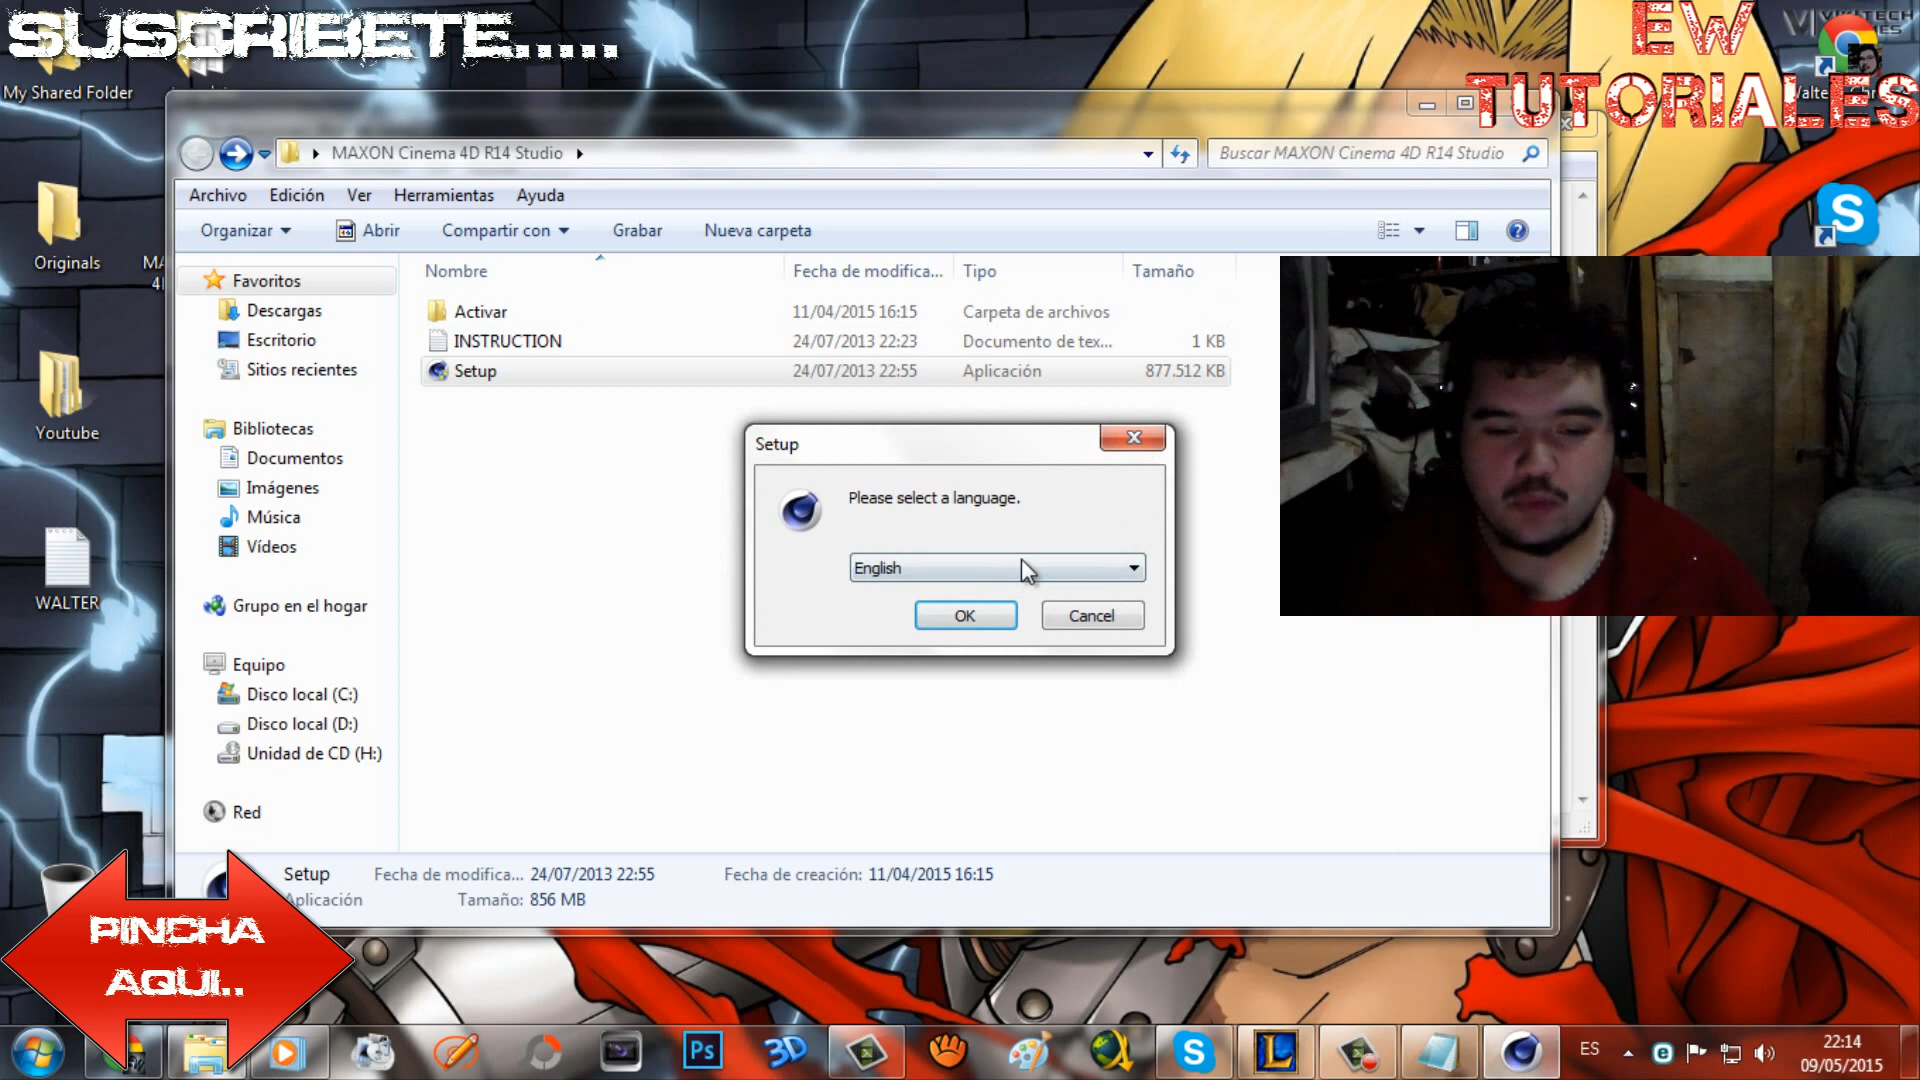 SUSCRIBETE.....
EW
TUTORIALES
VIKITECH
My Shared Folder
Originals
Youtube
WALTER
MAXON Cinema 4D R14 Studio
Buscar MAXON Cinema 4D R14 Studio
Archivo Edición Ver Herramientas Ayuda
Organizar Abrir Compartir con Grabar Nueva carpeta
Nombre Fecha de modifica... Tipo Tamaño
Activar 11/04/2015 16:15 Carpeta de archivos
INSTRUCTION 24/07/2013 22:23 Documento de tex... 1 KB
Setup 24/07/2013 22:55 Aplicación 877.512 KB
Favoritos
Descargas
Escritorio
Sitios recientes
Bibliotecas
Documentos
Imágenes
Música
Vídeos
Grupo en el hogar
Equipo
Disco local (C:)
Disco local (D:)
Unidad de CD (H:)
Red
Setup
Please select a language.
English
OK Cancel
Setup Fecha de modifica... 24/07/2013 22:55 Fecha de creación: 11/04/2015 16:15
Aplicación Tamaño: 856 MB
PINCHA
AQUI..
Ps
3D
S
L
S
ES
22:14
09/05/2015